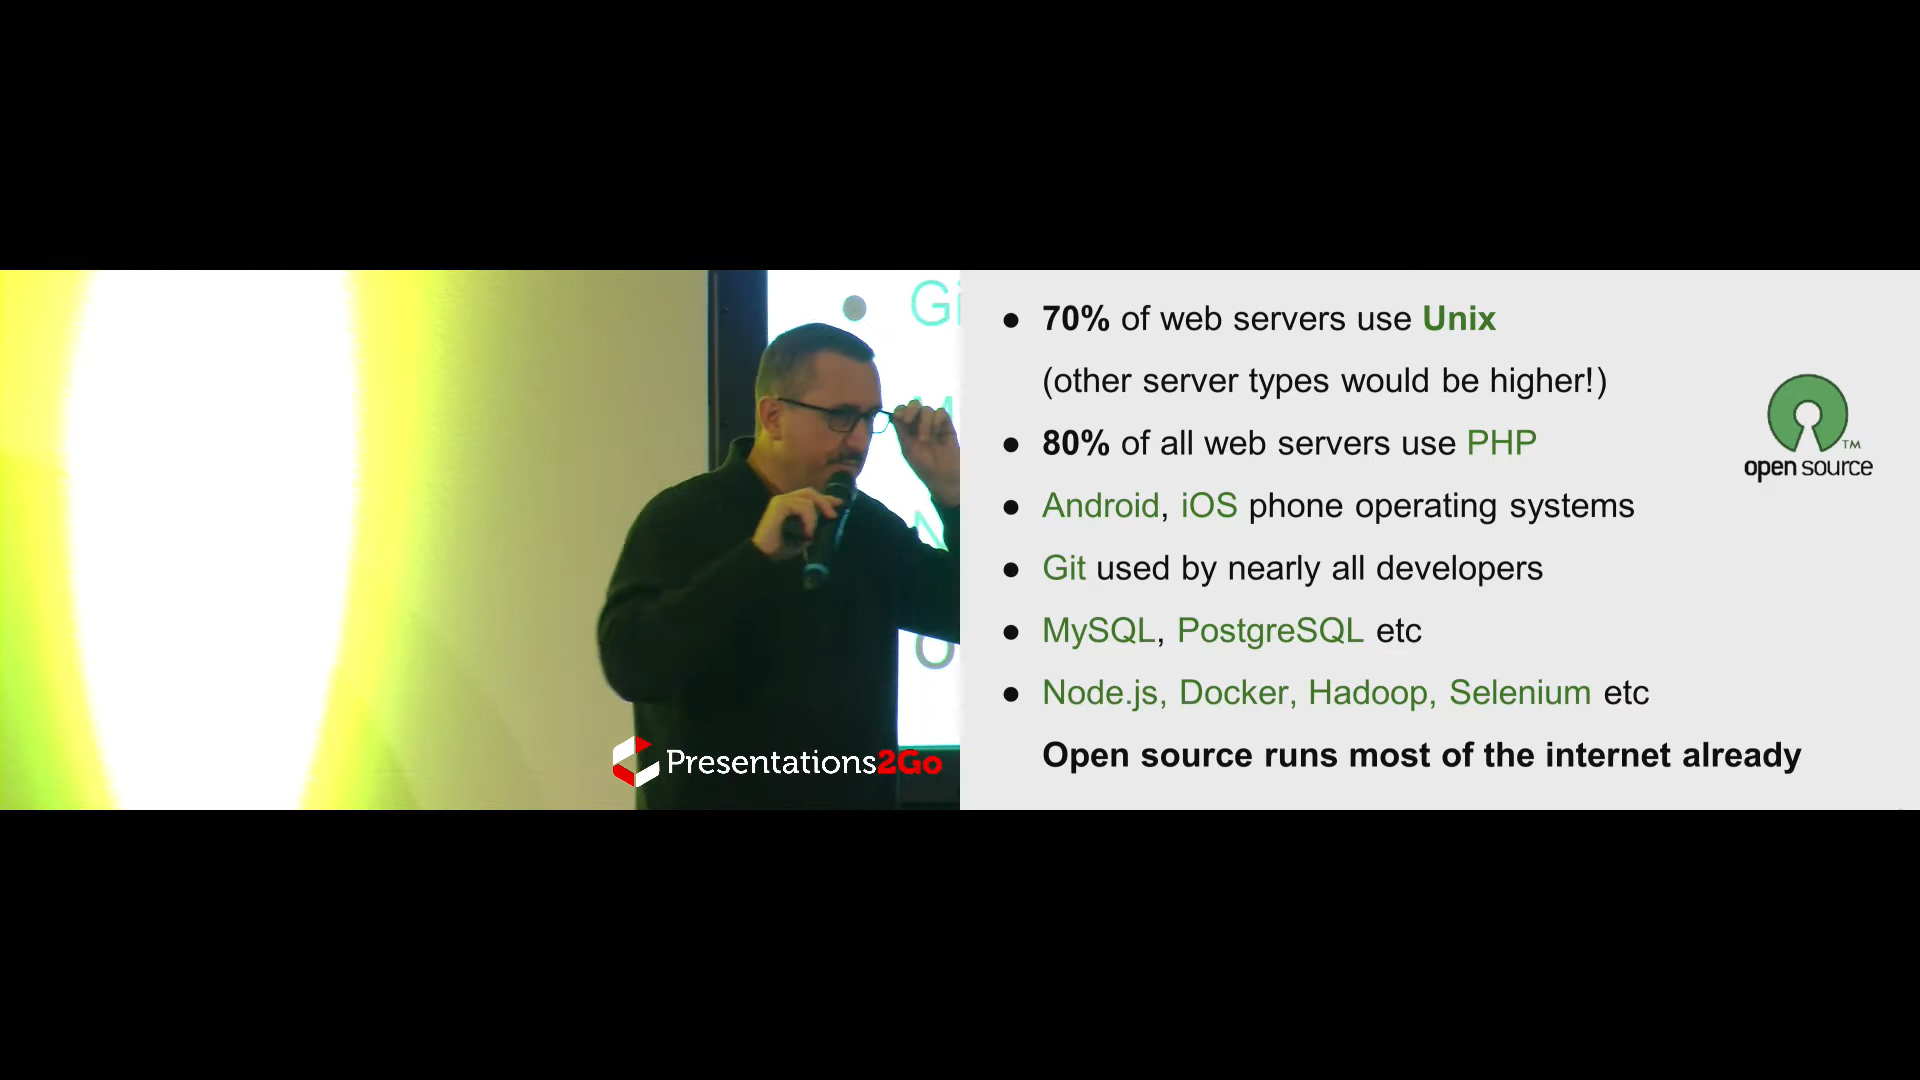 Presentations2Go
● 70% of web servers use Unix
(other server types would be higher!)
● 80% of all web servers use PHP
● Android, iOS phone operating systems
● Git used by nearly all developers
● MySQL, PostgreSQL etc
● Node.js, Docker, Hadoop, Selenium etc
Open source runs most of the internet already
TM
open source